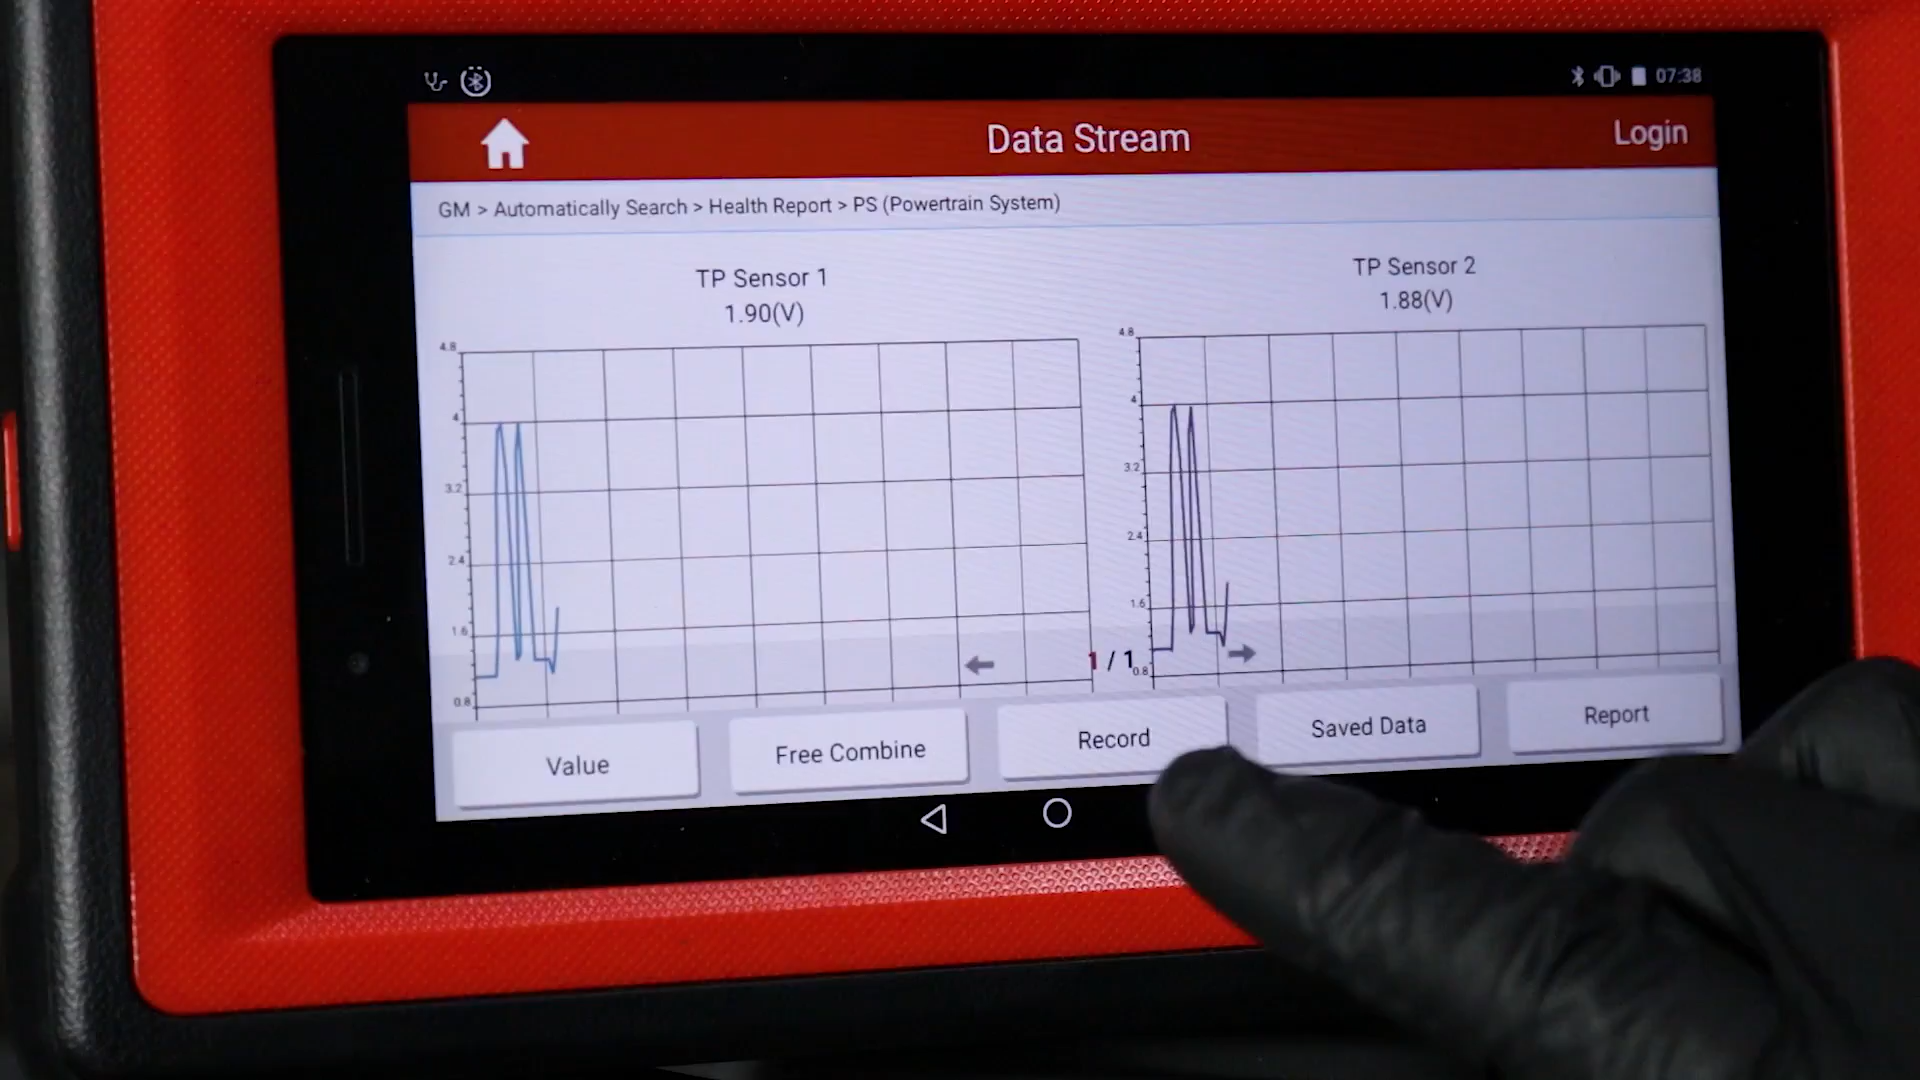 07:38
Data Stream
Login
GM > Automatically Search > Health Report > PS (Powertrain System)
TP Sensor 1
1.90(V)
4.8
4
3.2
2.4
1.6
0.8
TP Sensor 2
1.88(V)
4.8
4
3.2
2.4
1.6
0.8
1 / 1
Value
Free Combine
Record
Saved Data
Report